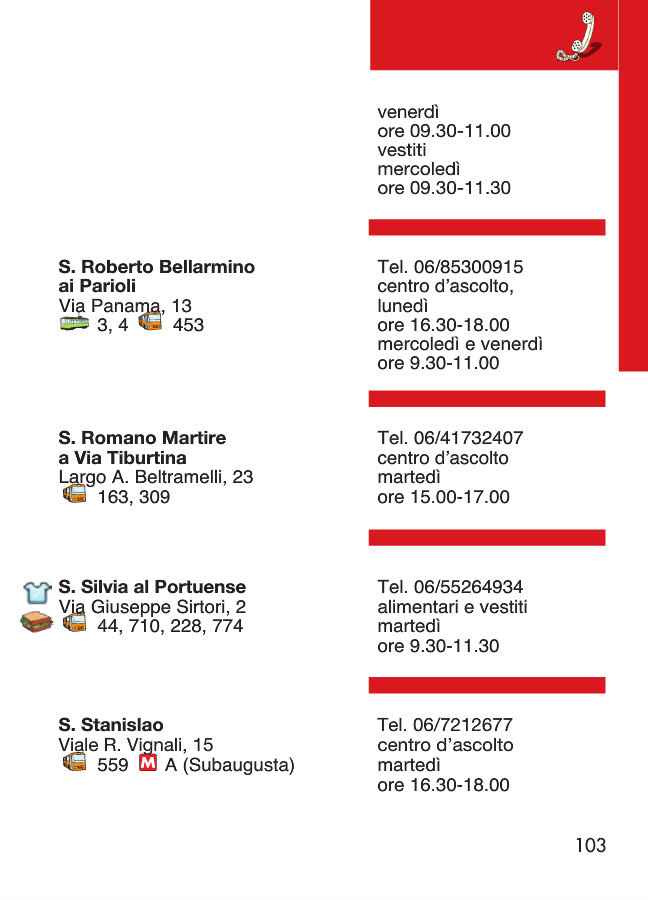 venerdì
ore 09.30-11.00
vestiti
mercoledì
ore 09.30-11.30
S. Roberto Bellarmino
ai Parioli
Via Panama, 13
3, 4 453
Tel. 06/85300915
centro d'ascolto,
lunedì
ore 16.30-18.00
mercoledì e venerdì
ore 9.30-11.00
S. Romano Martire
a Via Tiburtina
Largo A. Beltramelli, 23
163, 309
Tel. 06/41732407
centro d'ascolto
martedì
ore 15.00-17.00
S. Silvia al Portuense
Via Giuseppe Sirtori, 2
44, 710, 228, 774
Tel. 06/55264934
alimentari e vestiti
martedì
ore 9.30-11.30
S. Stanislao
Viale R. Vignali, 15
559 M A (Subaugusta)
Tel. 06/7212677
centro d'ascolto
martedì
ore 16.30-18.00
103